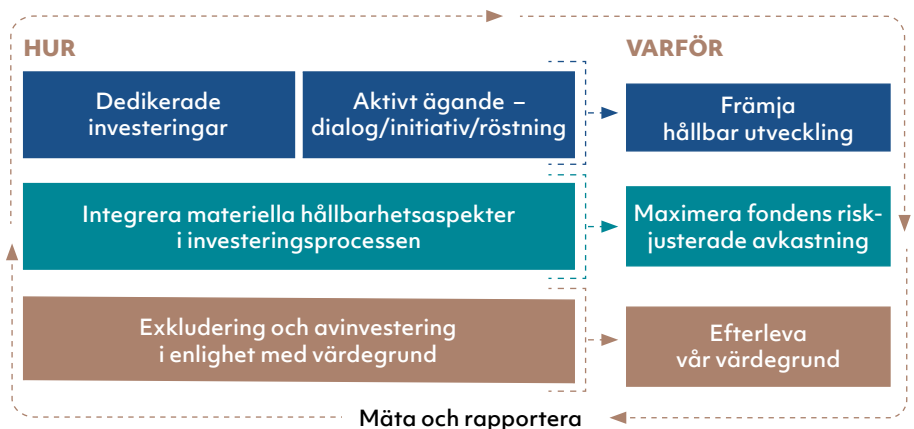 HUR
VARFÖR
Dedikerade
investeringar
Aktivt ägande –
dialog/initiativ/röstning
Främja
hållbar utveckling
Integrera materiella hållbarhetsaspekter
i investeringsprocessen
Maximera fondens risk-
justerade avkastning
Exkludering och avinvestering
i enlighet med värdegrund
Efterleva
vår värdegrund
Mäta och rapportera